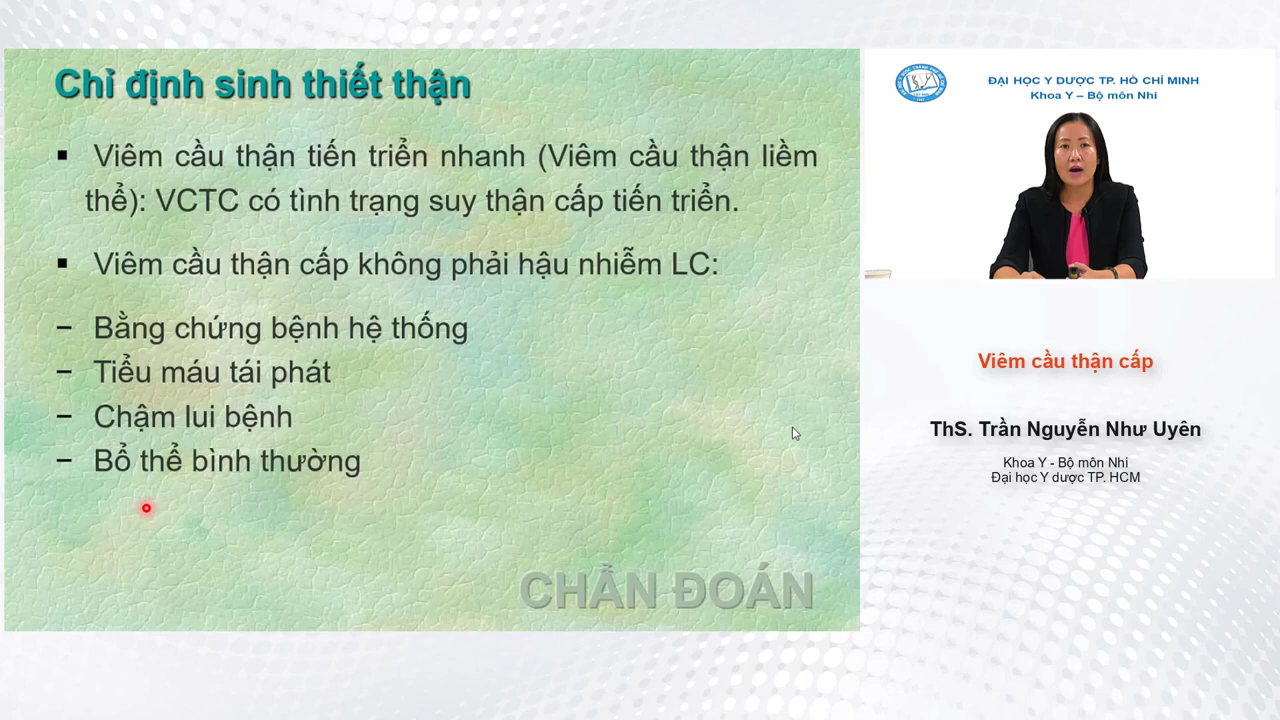 Chỉ định sinh thiết thận
▪ Viêm cầu thận tiến triển nhanh (Viêm cầu thận liềm
thể): VCTC có tình trạng suy thận cấp tiến triển.
▪ Viêm cầu thận cấp không phải hậu nhiễm LC:
− Bằng chứng bệnh hệ thống
− Tiểu máu tái phát
− Chậm lui bệnh
− Bổ thể bình thường
CHẨN ĐOÁN
ĐẠI HỌC Y DƯỢC TP. HỒ CHÍ MINH
Khoa Y – Bộ môn Nhi
Viêm cầu thận cấp
ThS. Trần Nguyễn Như Uyên
Khoa Y - Bộ môn Nhi
Đại học Y dược TP. HCM